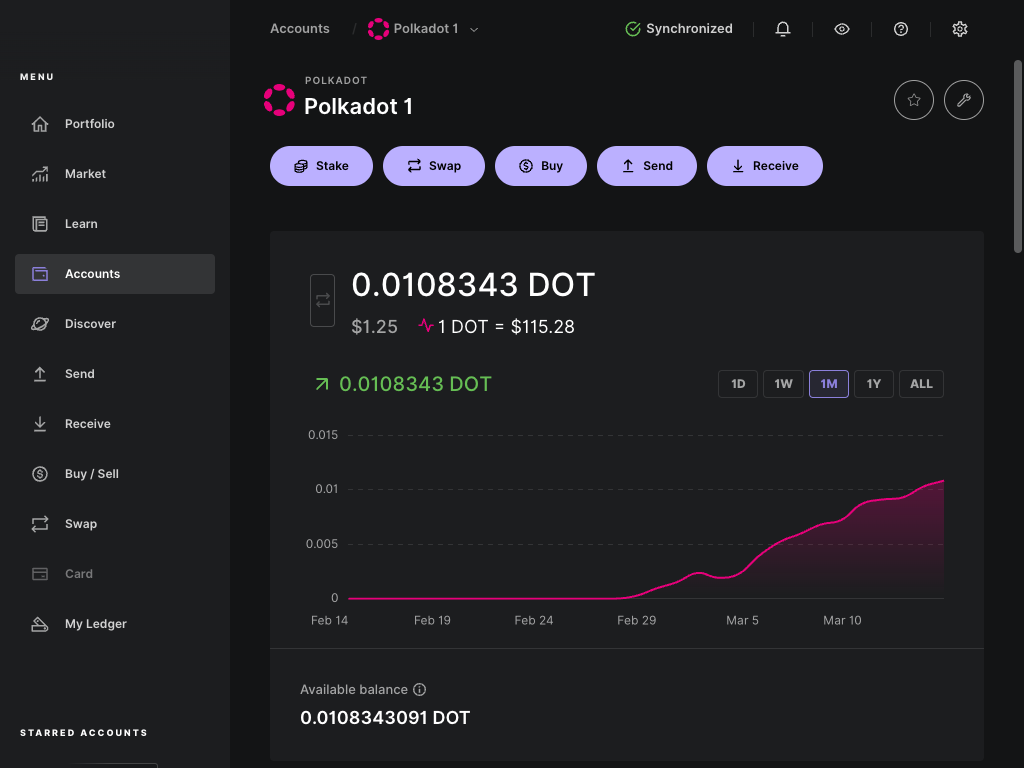 Accounts / Polkadot 1
Synchronized
MENU
Portfolio
Market
Learn
Accounts
Discover
Send
Receive
Buy / Sell
Swap
Card
My Ledger
STARRED ACCOUNTS
POLKADOT
Polkadot 1
Stake Swap Buy Send Receive
0.0108343 DOT
$1.25 1 DOT = $115.28
0.0108343 DOT
1D 1W 1M 1Y ALL
0.015
0.01
0.005
0
Feb 14 Feb 19 Feb 24 Feb 29 Mar 5 Mar 10
Available balance
0.0108343091 DOT